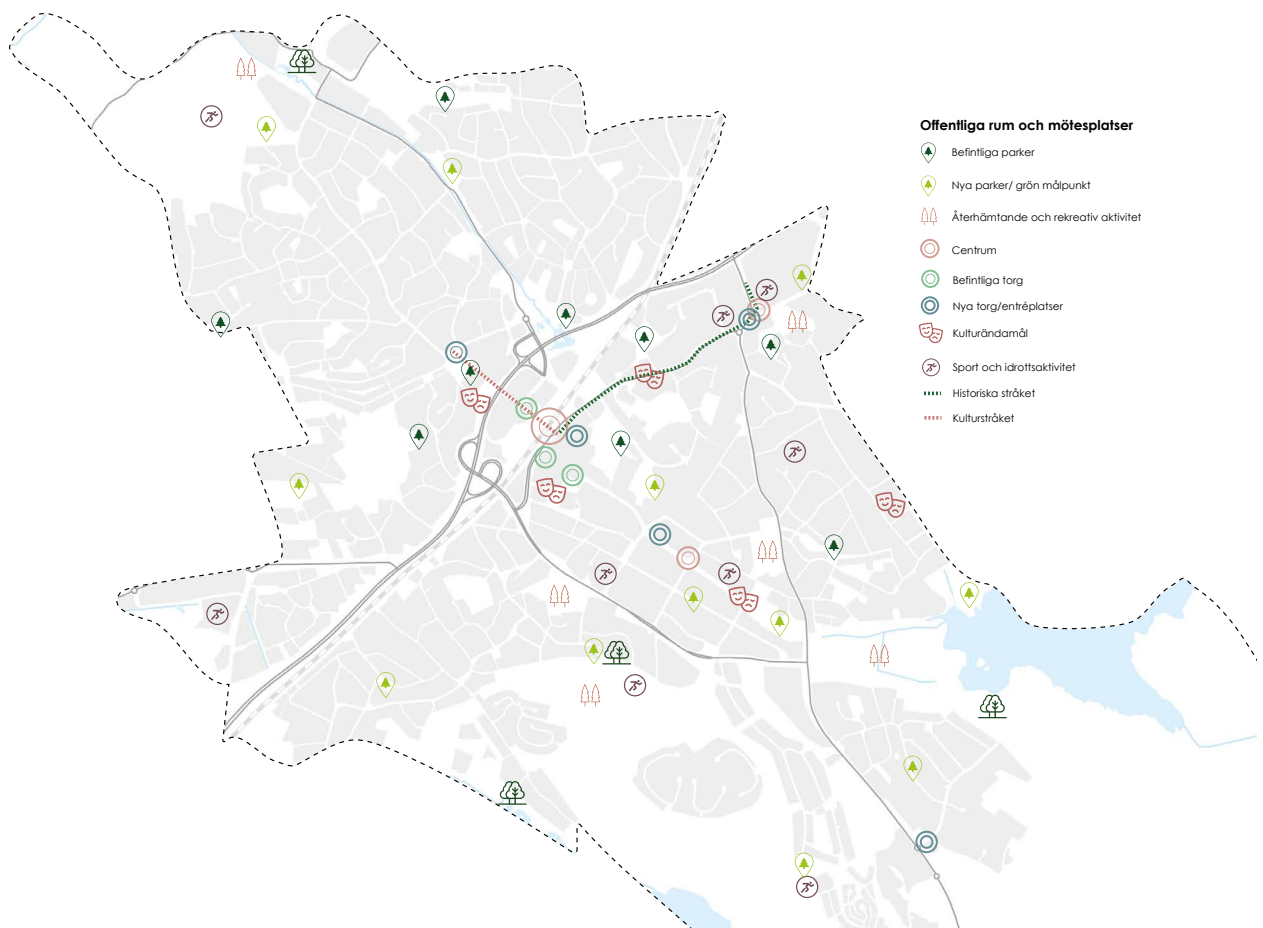 Offentliga rum och mötesplatser
Befintliga parker
Nya parker/ grön målpunkt
Återhämtande och rekreativ aktivitet
Centrum
Befintliga torg
Nya torg/entréplatser
Kulturändamål
Sport och idrottsaktivitet
Historiska stråket
Kulturstråket